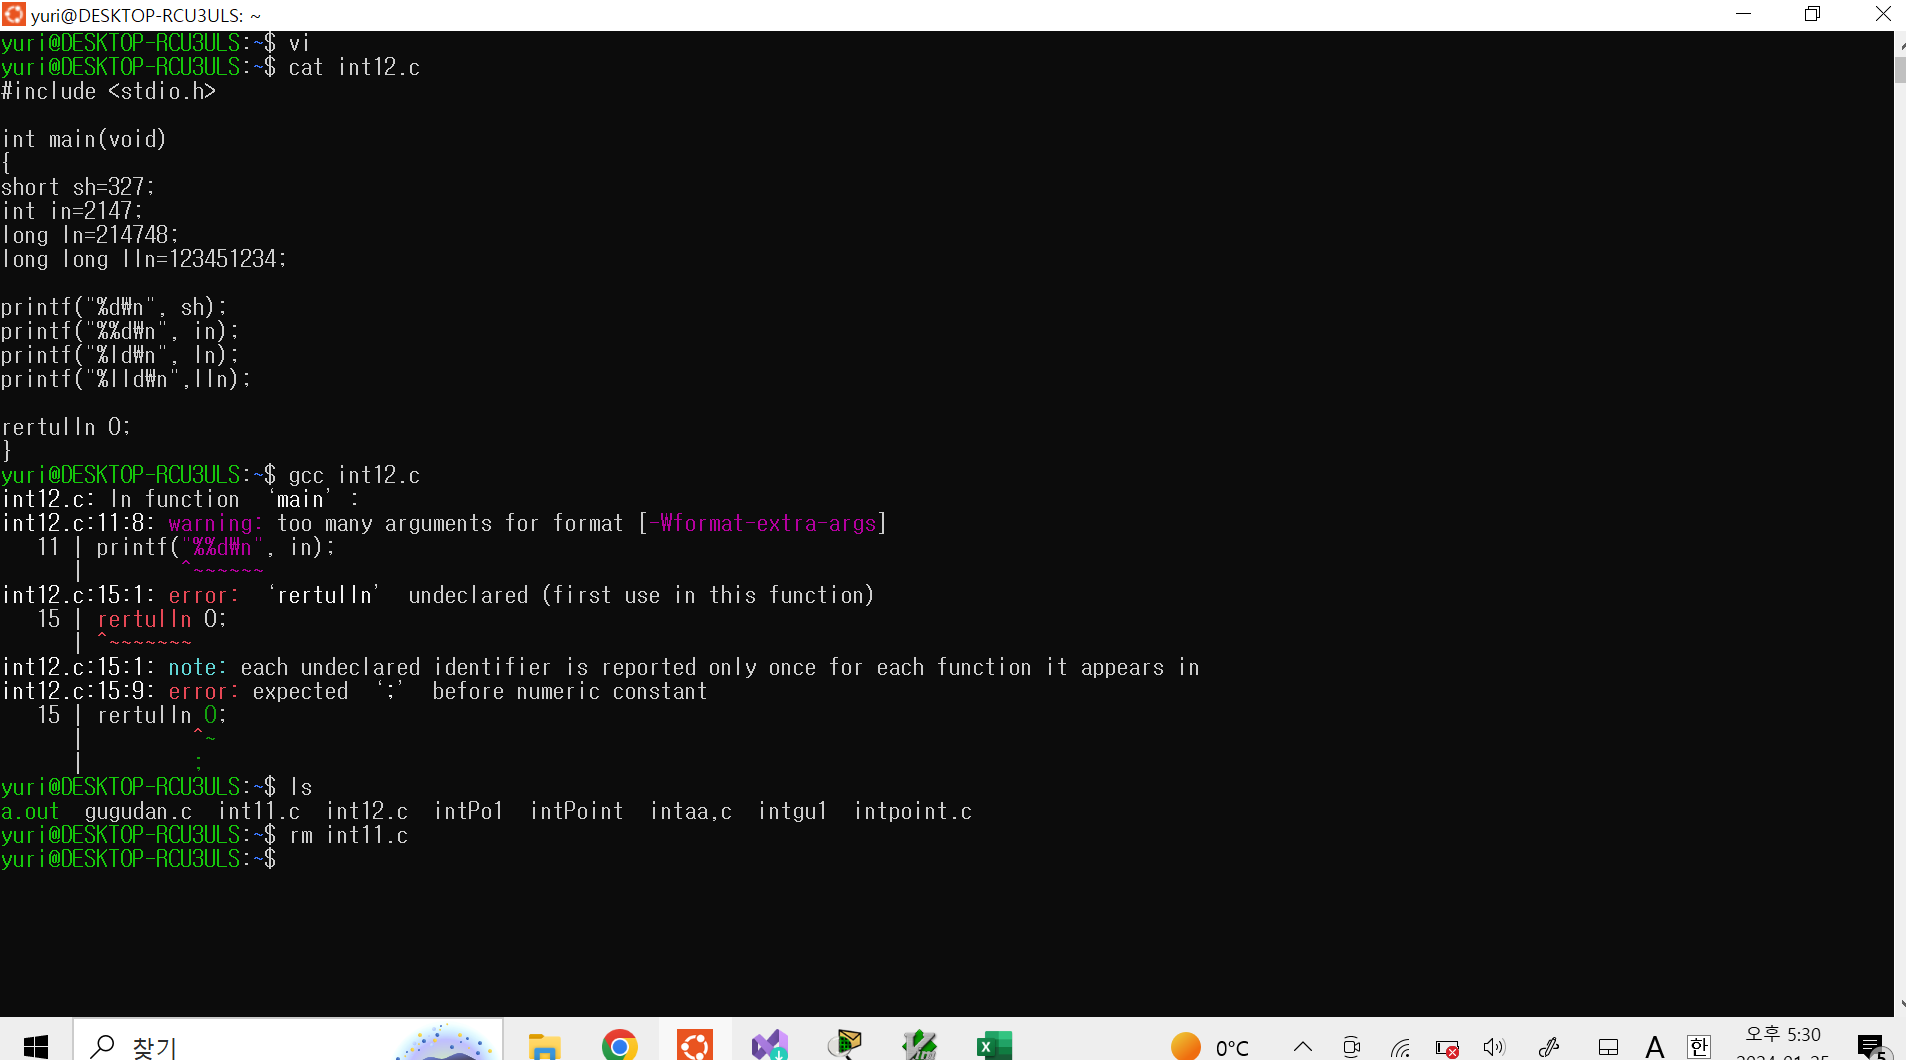 yuri@DESKTOP-RCU3ULS: ~
yuri@DESKTOP-RCU3ULS:~$ vi
yuri@DESKTOP-RCU3ULS:~$ cat int12.c
#include <stdio.h>
int main(void)
{
short sh=327;
int in=2147;
long ln=214748;
long long lln=123451234;
printf("%d₩n", sh);
printf("%%d₩n", in);
printf("%ld₩n", ln);
printf("%lld₩n",lln);
rertulln 0;
}
yuri@DESKTOP-RCU3ULS:~$ gcc int12.c
int12.c: In function ‘main’:
int12.c:11:8: warning: too many arguments for format [-Wformat-extra-args]
11 | printf("%%d₩n", in);
| ^~~~~~~
int12.c:15:1: error: ‘rertulln’ undeclared (first use in this function)
15 | rertulln 0;
| ^~~~~~~~
int12.c:15:1: note: each undeclared identifier is reported only once for each function it appears in
int12.c:15:9: error: expected ‘;’ before numeric constant
15 | rertulln 0;
| ^~
| ;
yuri@DESKTOP-RCU3ULS:~$ ls
a.out gugudan.c int11.c int12.c intPo1 intPoint intaa,c intgu1 intpoint.c
yuri@DESKTOP-RCU3ULS:~$ rm int11.c
yuri@DESKTOP-RCU3ULS:~$
찾기
0°C
A
한
오후 5:30
5